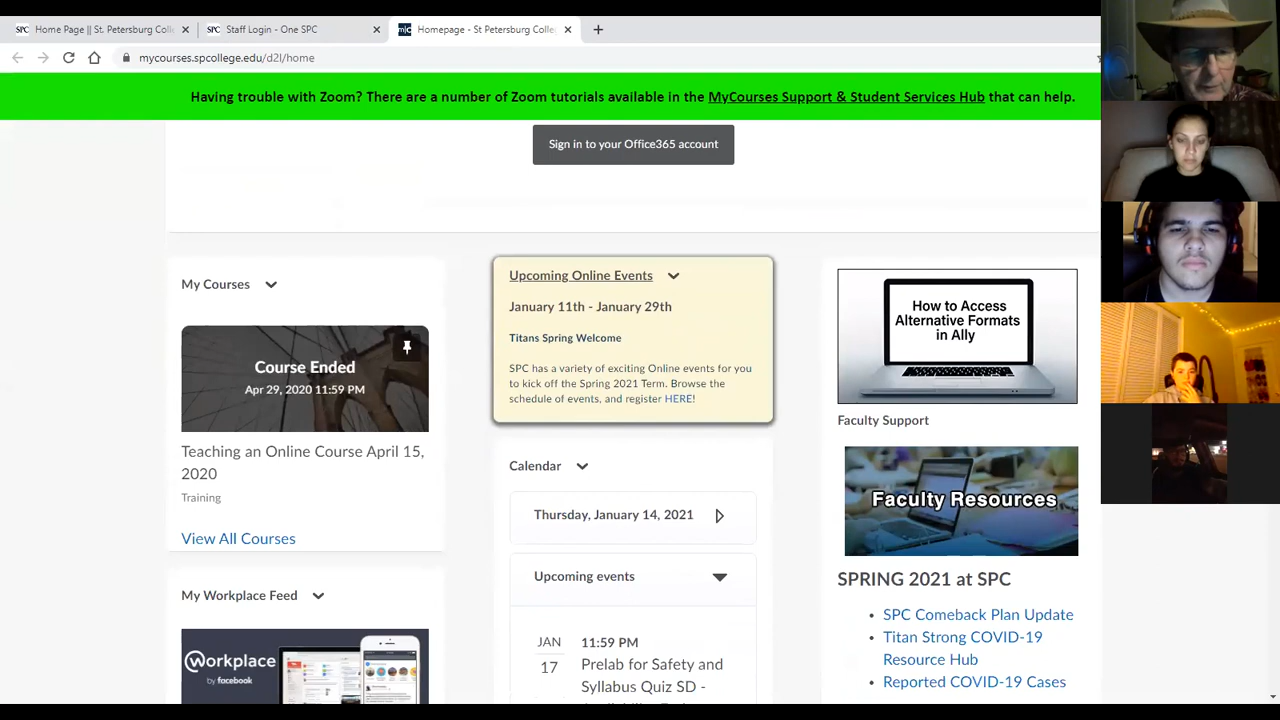 Home Page || St. Petersburg Coll
Staff Login - One SPC
Homepage - St Petersburg Colle
mycourses.spcollege.edu/d2l/home
Having trouble with Zoom? There are a number of Zoom tutorials available in the MyCourses Support & Student Services Hub that can help.
Sign in to your Office365 account
My Courses
Course Ended
Apr 29, 2020 11:59 PM
Teaching an Online Course April 15,
2020
Training
View All Courses
My Workplace Feed
Workplace
by facebook
Upcoming Online Events
January 11th - January 29th
Titans Spring Welcome
SPC has a variety of exciting Online events for you
to kick off the Spring 2021 Term. Browse the
schedule of events, and register HERE!
Calendar
Thursday, January 14, 2021
Upcoming events
JAN
17
11:59 PM
Prelab for Safety and
Syllabus Quiz SD -
How to Access
Alternative Formats
in Ally
Faculty Support
Faculty Resources
SPRING 2021 at SPC
• SPC Comeback Plan Update
• Titan Strong COVID-19
Resource Hub
• Reported COVID-19 Cases